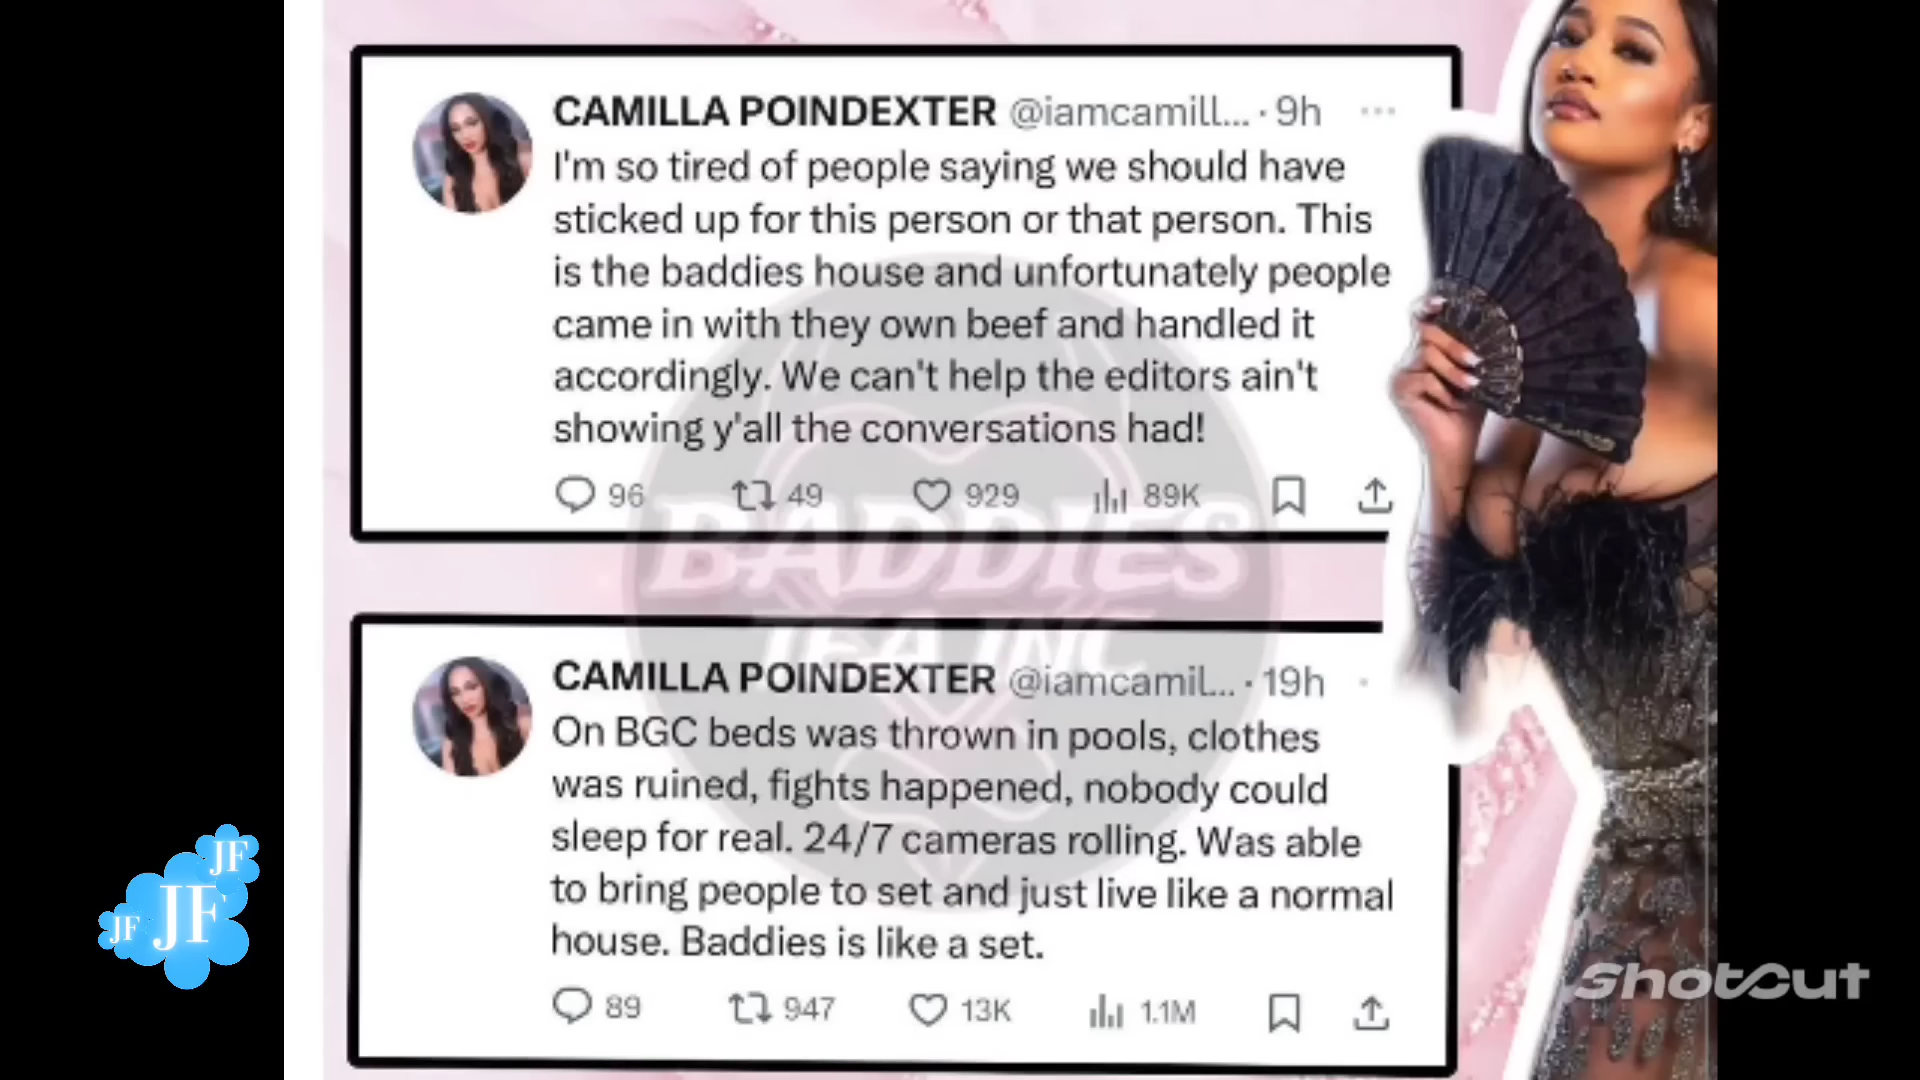 CAMILLA POINDEXTER @iamcamill... · 9h ...
I'm so tired of people saying we should have
sticked up for this person or that person. This
is the baddies house and unfortunately people
came in with they own beef and handled it
accordingly. We can't help the editors ain't
showing y'all the conversations had!
96 49 929 89K
BADDIES
TEA INC
CAMILLA POINDEXTER @iamcamil... · 19h ·
On BGC beds was thrown in pools, clothes
was ruined, fights happened, nobody could
sleep for real. 24/7 cameras rolling. Was able
to bring people to set and just live like a normal
house. Baddies is like a set.
89 947 13K 1.1M
JF
JF
JF
ShotCut